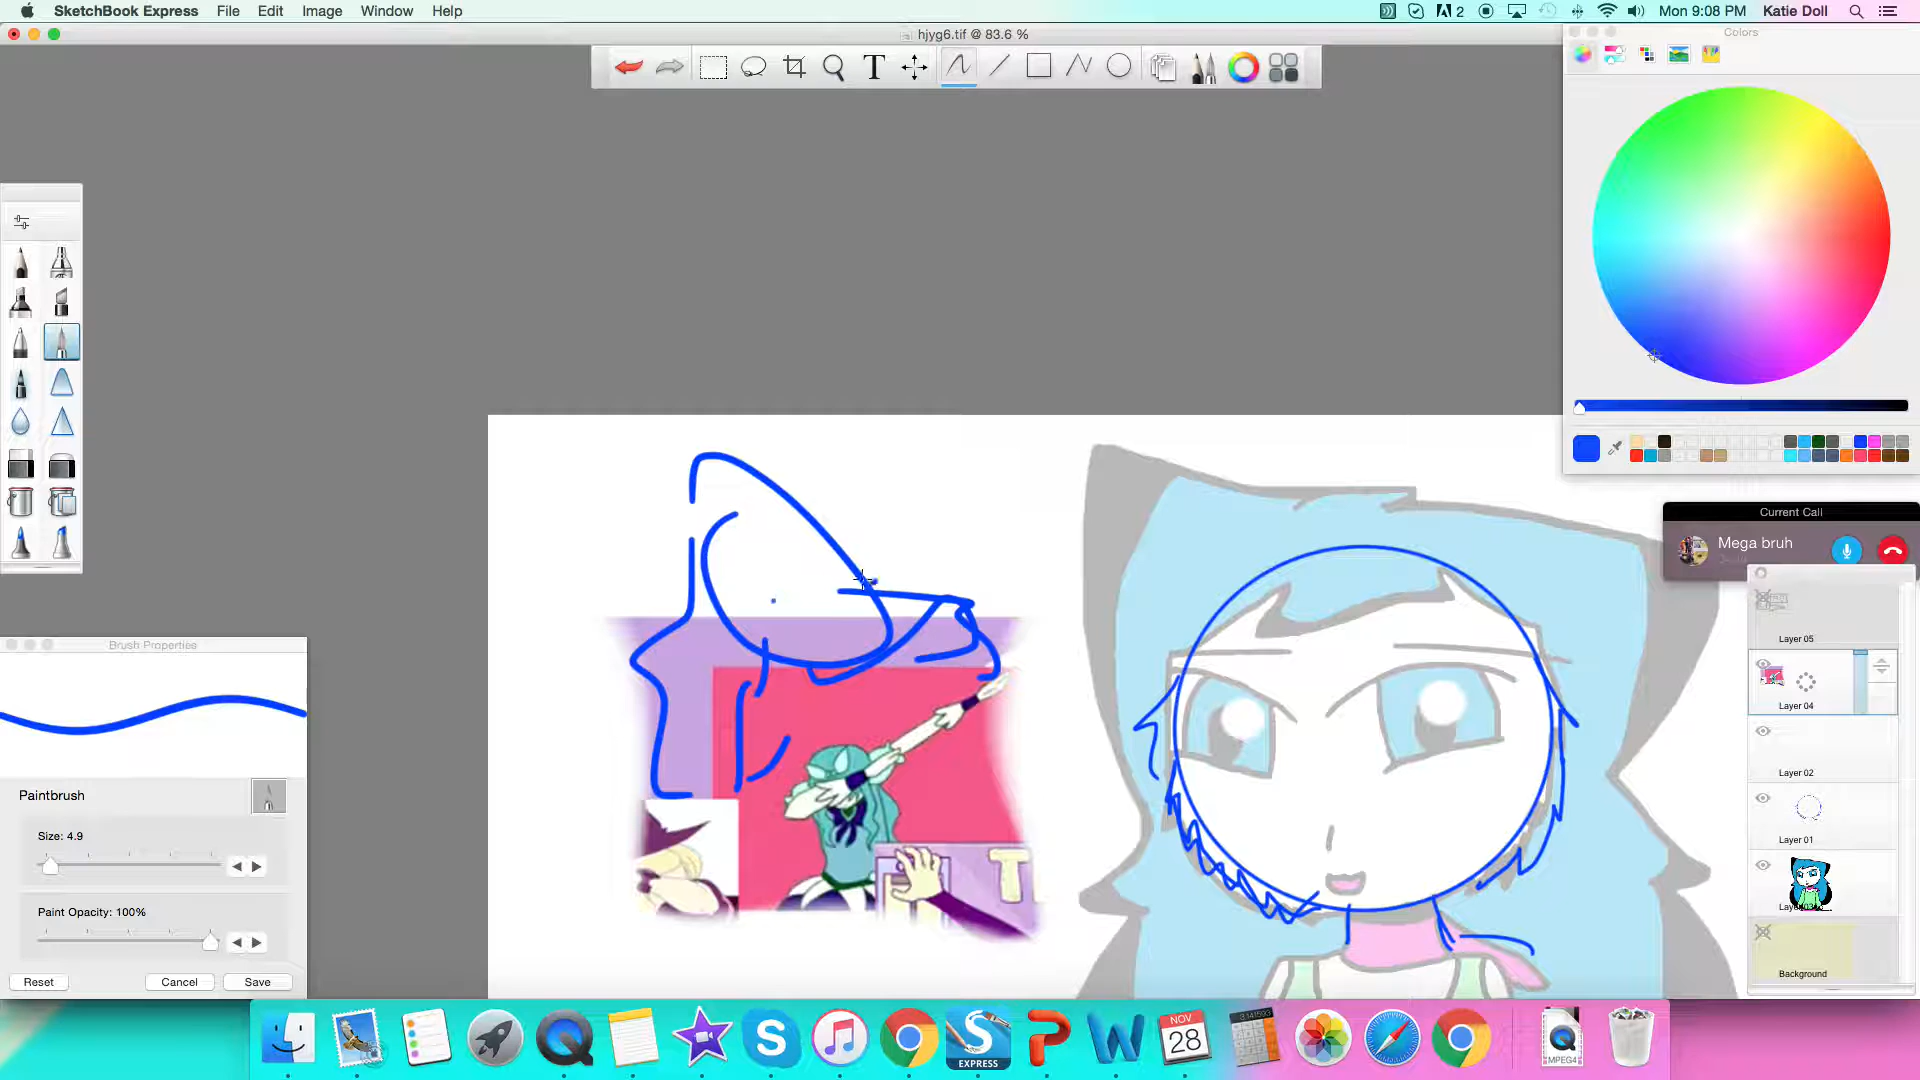 SketchBook Express File Edit Image Window Help
2 Mon 9:08 PM Katie Doll
hjyg6.tif @ 83.6 %
Colors
T
Current Call
Mega bruh
Layer 05
Layer 04
Layer 02
Layer 01
Background
Brush Properties
Paintbrush
Size: 4.9
Paint Opacity: 100%
Reset Cancel Save
NOV
28
EXPRESS
MPEG4